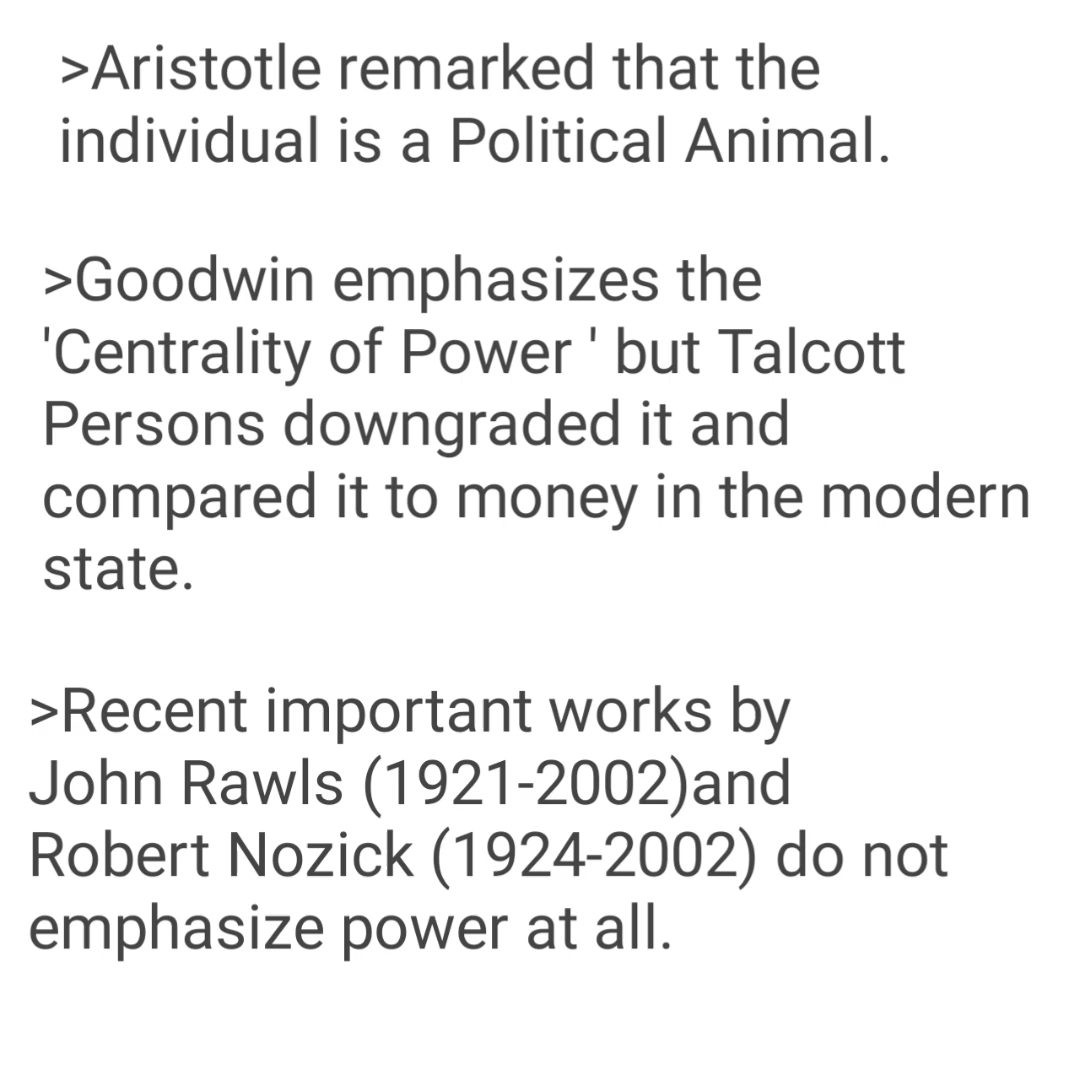 >Aristotle remarked that the
individual is a Political Animal.
>Goodwin emphasizes the
'Centrality of Power ' but Talcott
Persons downgraded it and
compared it to money in the modern
state.
>Recent important works by
John Rawls (1921-2002)and
Robert Nozick (1924-2002) do not
emphasize power at all.